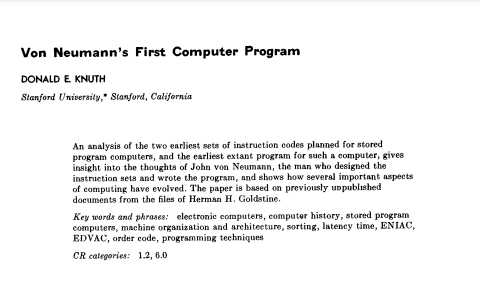 Von Neumann's First Computer Program
DONALD E. KNUTH
Stanford University,* Stanford, California
An analysis of the two earliest sets of instruction codes planned for stored
program computers, and the earliest extant program for such a computer, gives
insight into the thoughts of John von Neumann, the man who designed the
instruction sets and wrote the program, and shows how several important aspects
of computing have evolved. The paper is based on previously unpublished
documents from the files of Herman H. Goldstine.
Key words and phrases: electronic computers, computer history, stored program
computers, machine organization and architecture, sorting, latency time, ENIAC,
EDVAC, order code, programming techniques
CR categories: 1.2, 6.0